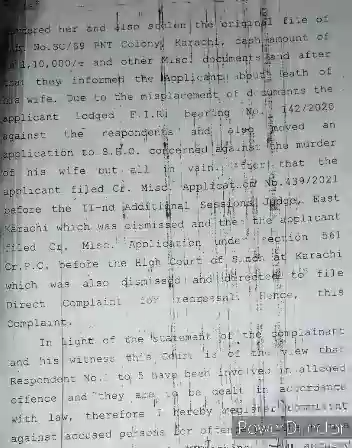 her and also stolen the original file of
No.SC/89 PNT Colony, Karachi, cash amount of
1,10,000/= and other Misc. documents and after
that they informed the Applicant about death of
his wife. Due to the misplacement of documents the
applicant lodged F.I.R. bearing No. 142/2020
against the respondents and also moved an
application to S.H.O. concerned against the murder
of his wife but all in vain. After that the
applicant filed Cr. Misc. Application No.439/2021
before the II-nd Additional Sessions Judge, East
Karachi which was dismissed and the the applicant
filed Cr. Misc. Application under section 561
Cr.P.C. before the High Court of Sindh at Karachi
which was also dismissed and directed to file
Direct Complaint for redressal. Hence, this
Complaint.
In light of the statement of the complainant
and his witness this Court is of the view that
Respondent No. to 5 have been involved in alleged
offence and they are to be dealt in accordance
with law, therefore I hereby register complaint
against accused persons for
PowerDirector